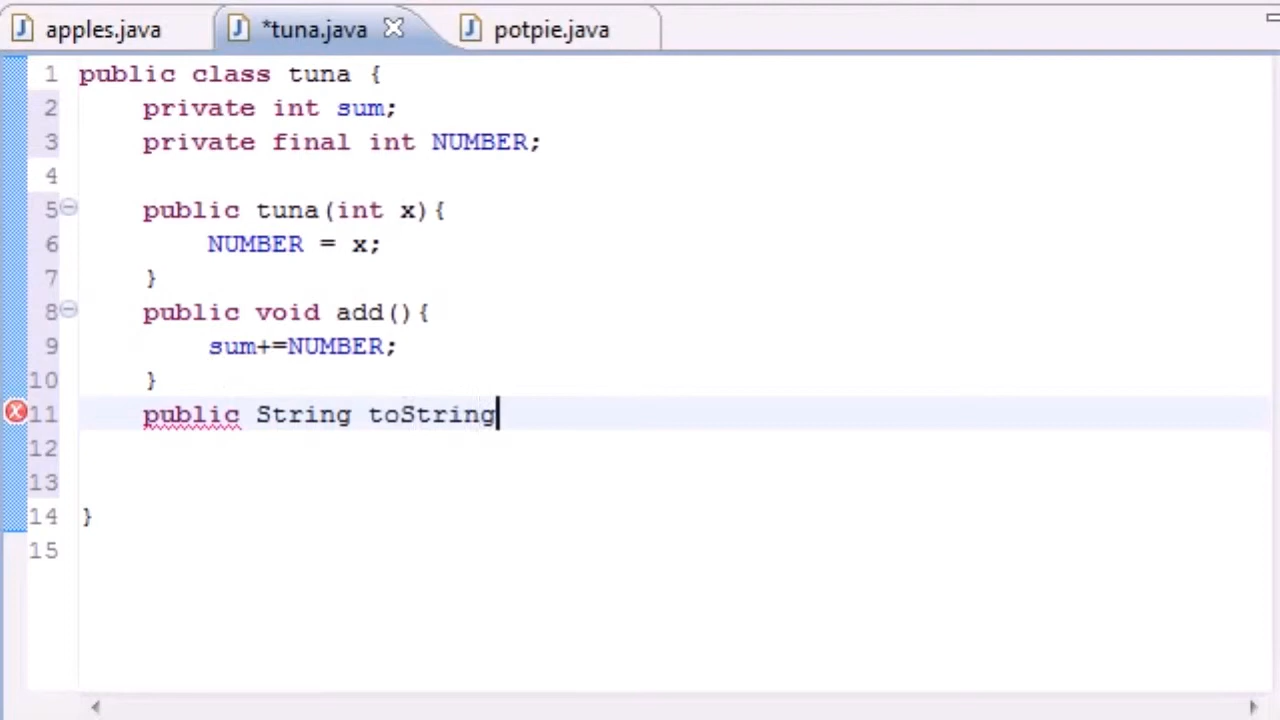 apples.java *tuna.java potpie.java
1 public class tuna {
2 private int sum;
3 private final int NUMBER;
4
5 public tuna(int x){
6 NUMBER = x;
7 }
8 public void add(){
9 sum+=NUMBER;
10 }
11 public String toString
12
13
14 }
15